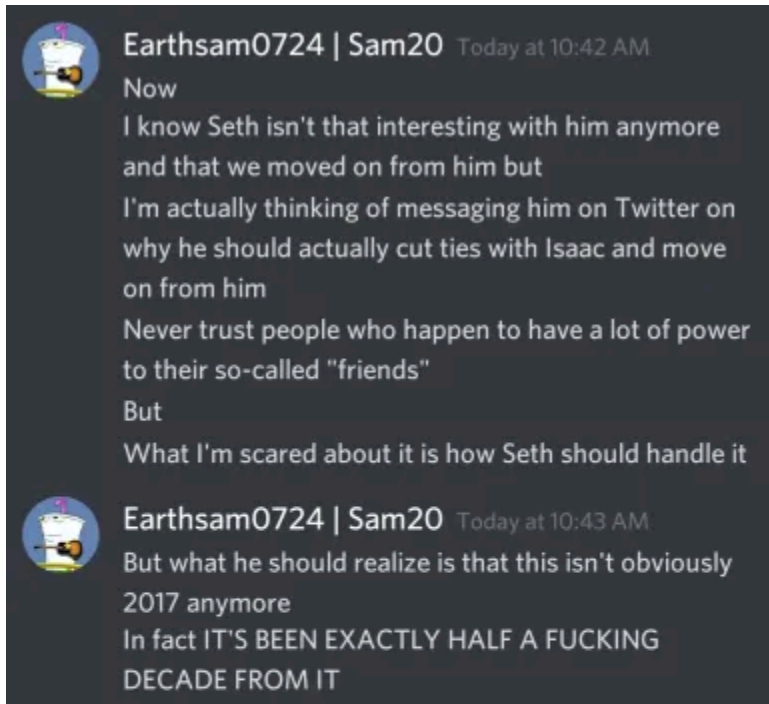 Earthsam0724 | Sam20 Today at 10:42 AM
Now
I know Seth isn't that interesting with him anymore
and that we moved on from him but
I'm actually thinking of messaging him on Twitter on
why he should actually cut ties with Isaac and move
on from him
Never trust people who happen to have a lot of power
to their so-called "friends"
But
What I'm scared about it is how Seth should handle it
Earthsam0724 | Sam20 Today at 10:43 AM
But what he should realize is that this isn't obviously
2017 anymore
In fact IT'S BEEN EXACTLY HALF A FUCKING
DECADE FROM IT